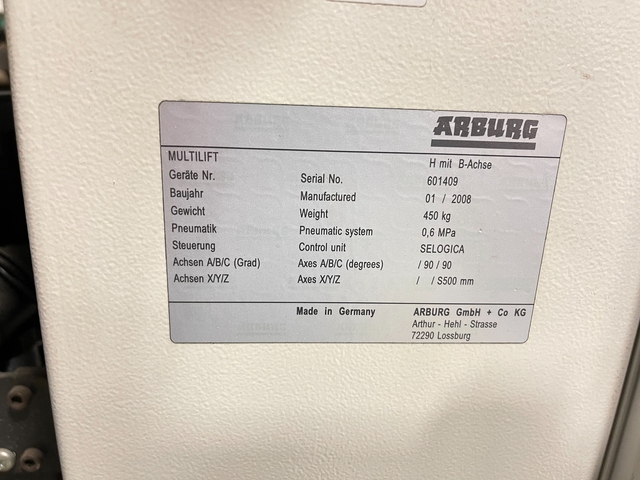 ARBURG
MULTILIFT H mit B-Achse
Geräte Nr. Serial No. 601409
Baujahr Manufactured 01 / 2008
Gewicht Weight 450 kg
Pneumatik Pneumatic system 0,6 MPa
Steuerung Control unit SELOGICA
Achsen A/B/C (Grad) Axes A/B/C (degrees) / 90 / 90
Achsen X/Y/Z Axes X/Y/Z / / S500 mm
Made in Germany ARBURG GmbH + Co KG
Arthur - Hehl - Strasse
72290 Lossburg